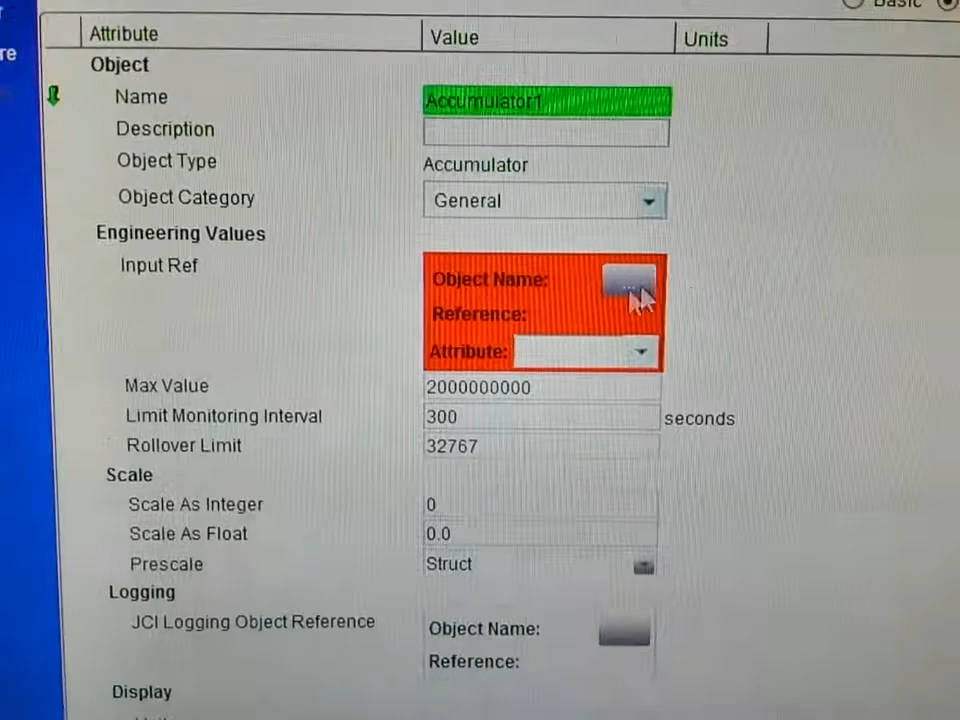 Basic
re
Attribute Value Units
Object
Name Accumulator1
Description
Object Type Accumulator
Object Category General
Engineering Values
Input Ref Object Name: ...
Reference:
Attribute:
Max Value 2000000000
Limit Monitoring Interval 300 seconds
Rollover Limit 32767
Scale
Scale As Integer 0
Scale As Float 0.0
Prescale Struct
Logging
JCI Logging Object Reference Object Name:
Reference:
Display